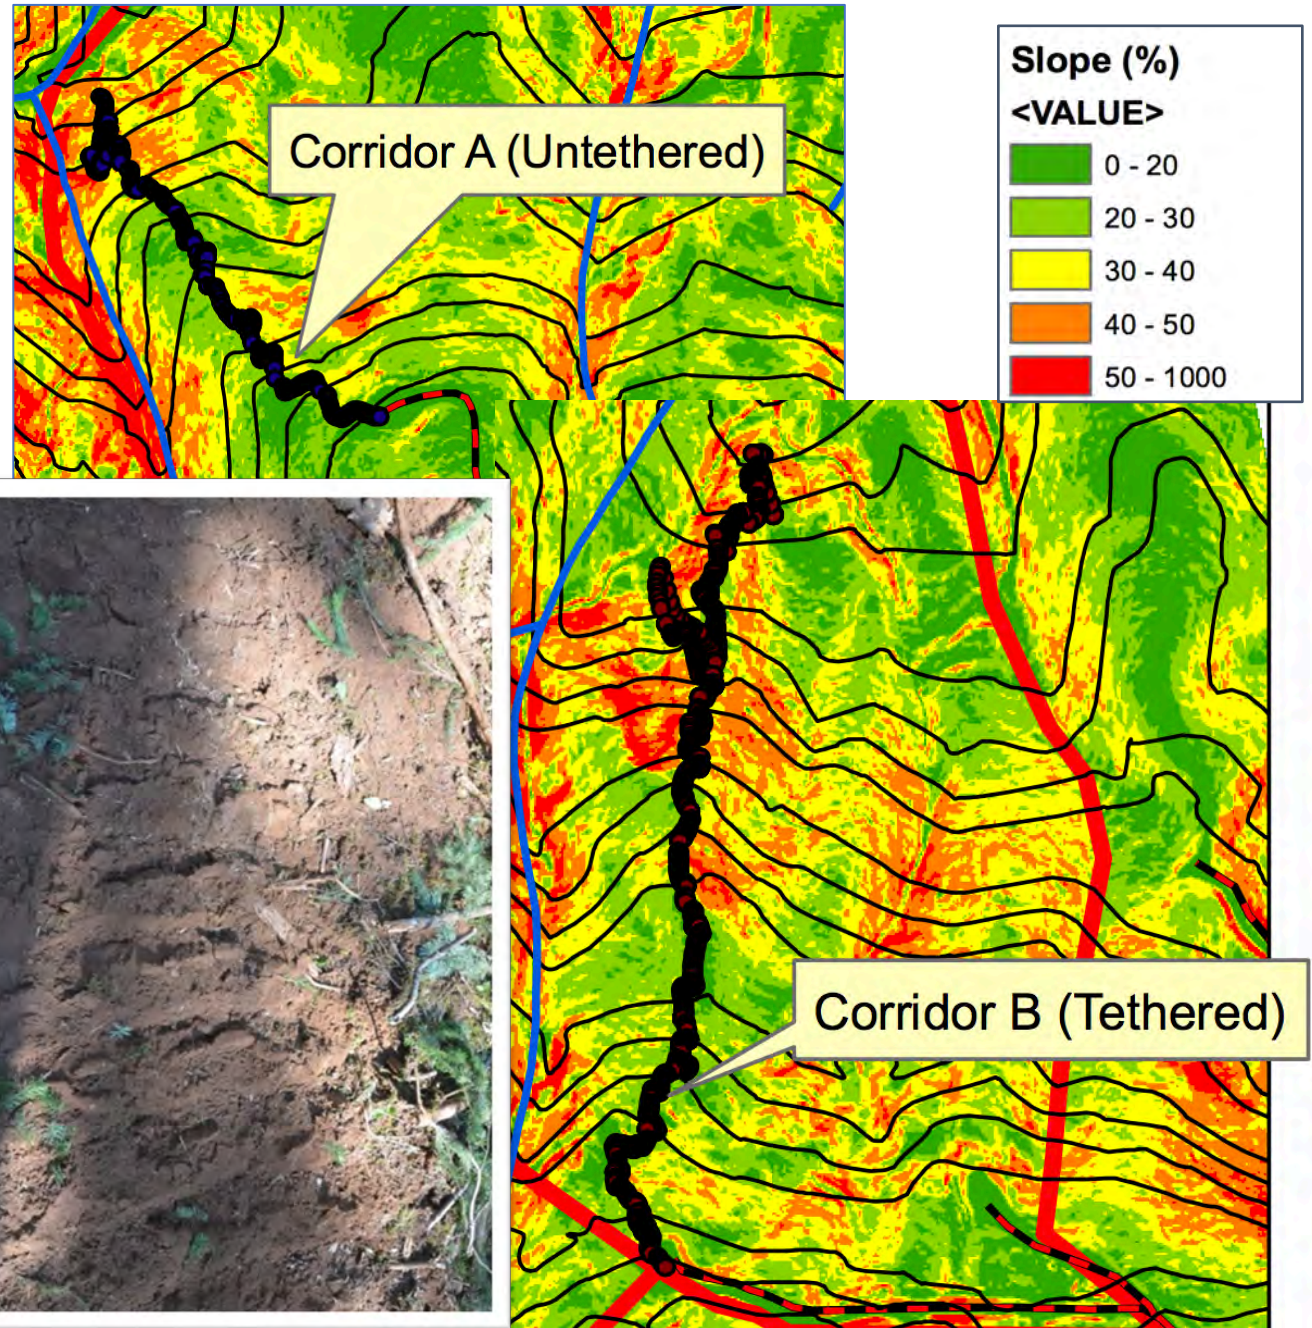 Slope (%)
<VALUE>
0 - 20
20 - 30
30 - 40
40 - 50
50 - 1000
Corridor A (Untethered)
Corridor B (Tethered)